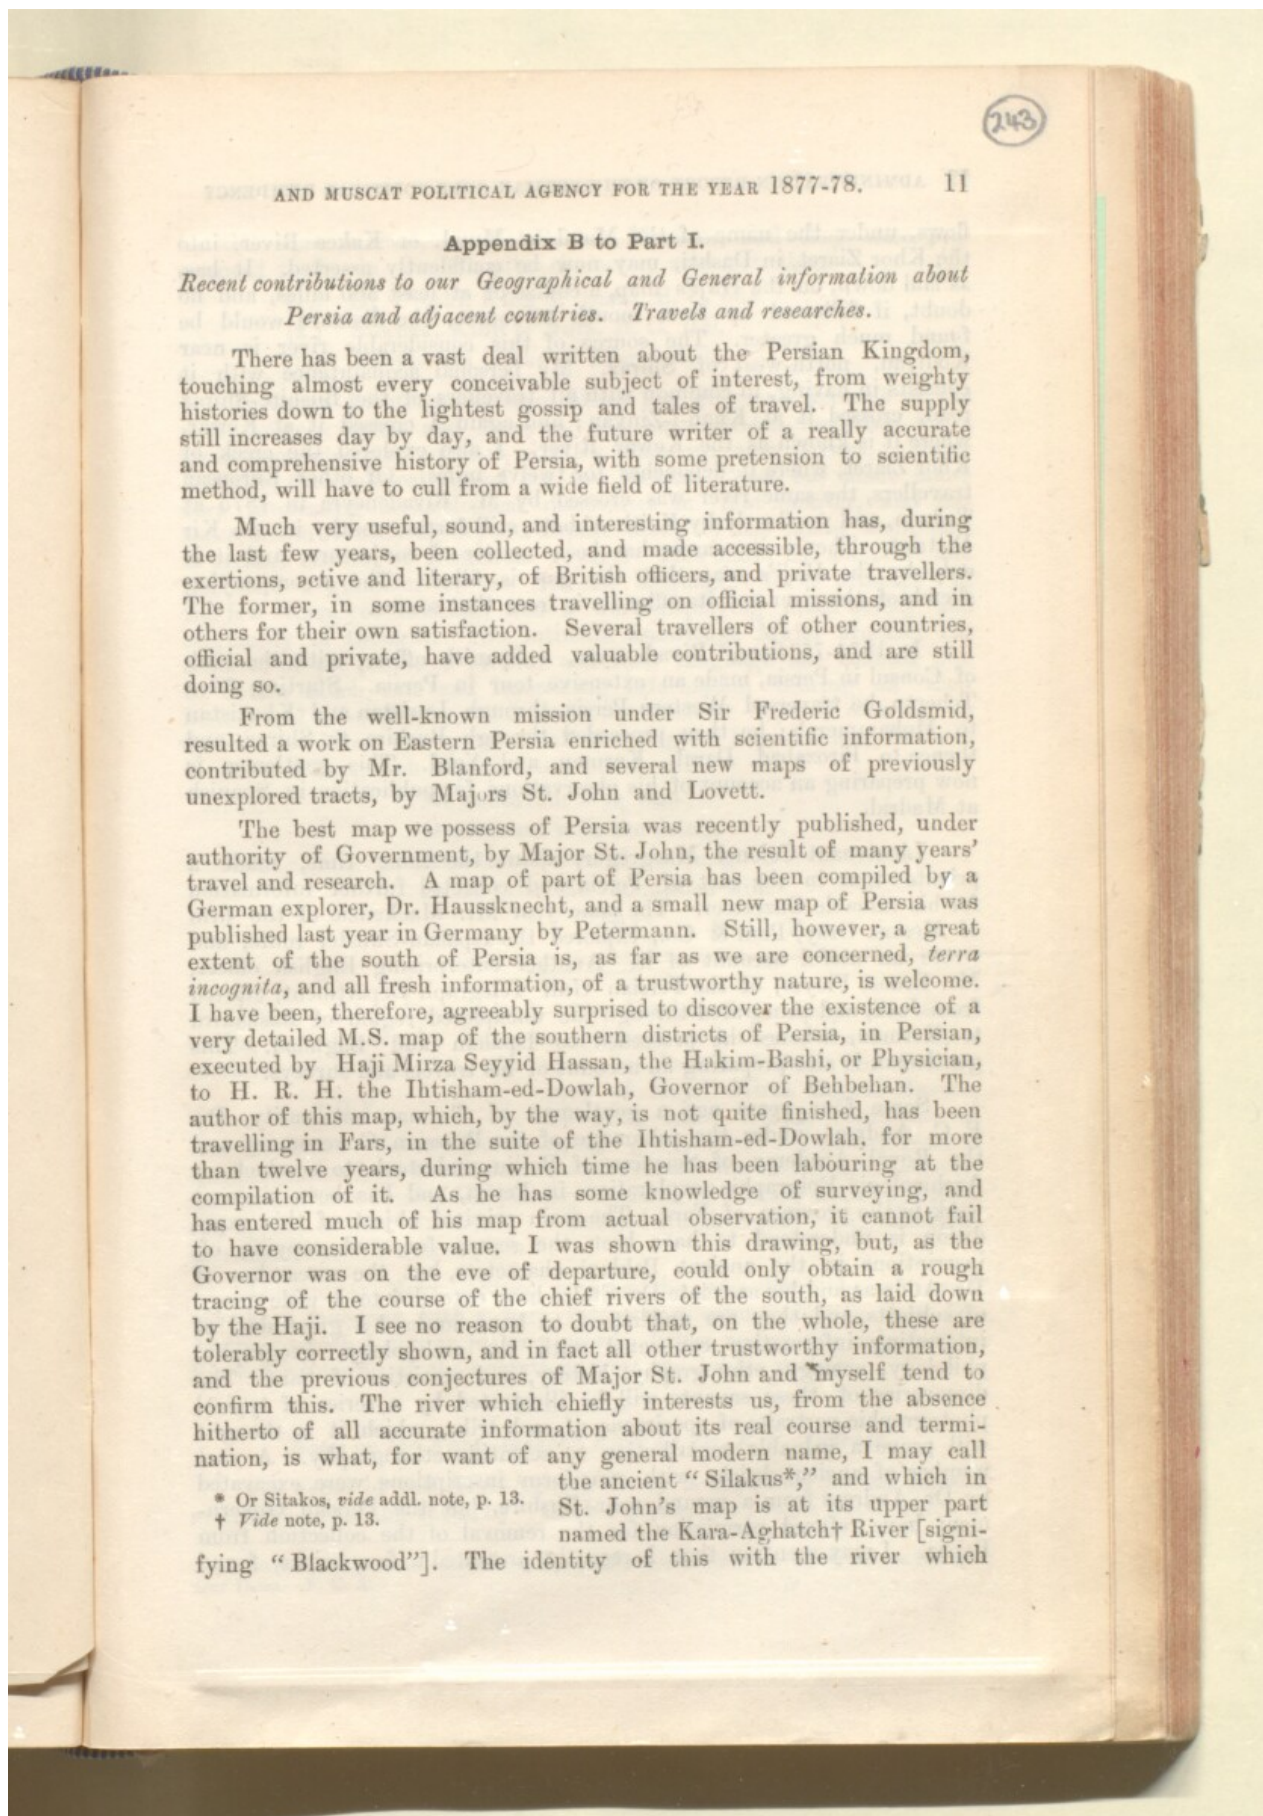 243
AND MUSCAT POLITICAL AGENCY FOR THE YEAR 1877-78. 11
Appendix B to Part I.
Recent contributions to our Geographical and General information about
Persia and adjacent countries. Travels and researches.
There has been a vast deal written about the Persian Kingdom,
touching almost every conceivable subject of interest, from weighty
histories down to the lightest gossip and tales of travel. The supply
still increases day by day, and the future writer of a really accurate
and comprehensive history of Persia, with some pretension to scientific
method, will have to cull from a wide field of literature.
Much very useful, sound, and interesting information has, during
the last few years, been collected, and made accessible, through the
exertions, active and literary, of British officers, and private travellers.
The former, in some instances travelling on official missions, and in
others for their own satisfaction. Several travellers of other countries,
official and private, have added valuable contributions, and are still
doing so.
From the well-known mission under Sir Frederic Goldsmid,
resulted a work on Eastern Persia enriched with scientific information,
contributed by Mr. Blanford, and several new maps of previously
unexplored tracts, by Majors St. John and Lovett.
The best map we possess of Persia was recently published, under
authority of Government, by Major St. John, the result of many years'
travel and research. A map of part of Persia has been compiled by a
German explorer, Dr. Haussknecht, and a small new map of Persia was
published last year in Germany by Petermann. Still, however, a great
extent of the south of Persia is, as far as we are concerned, terra
incognita, and all fresh information, of a trustworthy nature, is welcome.
I have been, therefore, agreeably surprised to discover the existence of a
very detailed M.S. map of the southern districts of Persia, in Persian,
executed by Haji Mirza Seyyid Hassan, the Hakim-Bashi, or Physician,
to H. R. H. the Ihtisham-ed-Dowlah, Governor of Behbehan. The
author of this map, which, by the way, is not quite finished, has been
travelling in Fars, in the suite of the Ihtisham-ed-Dowlah, for more
than twelve years, during which time he has been labouring at the
compilation of it. As he has some knowledge of surveying, and
has entered much of his map from actual observation, it cannot fail
to have considerable value. I was shown this drawing, but, as the
Governor was on the eve of departure, could only obtain a rough
tracing of the course of the chief rivers of the south, as laid down
by the Haji. I see no reason to doubt that, on the whole, these are
tolerably correctly shown, and in fact all other trustworthy information,
and the previous conjectures of Major St. John and myself tend to
confirm this. The river which chiefly interests us, from the absence
hitherto of all accurate information about its real course and termi-
nation, is what, for want of any general modern name, I may call
the ancient "Silakus*," and which in
St. John's map is at its upper part
named the Kara-Aghatch† River [signi-
* Or Sitakos, vide addl. note, p. 13.
† Vide note, p. 13.
fying "Blackwood"]. The identity of this with the river which